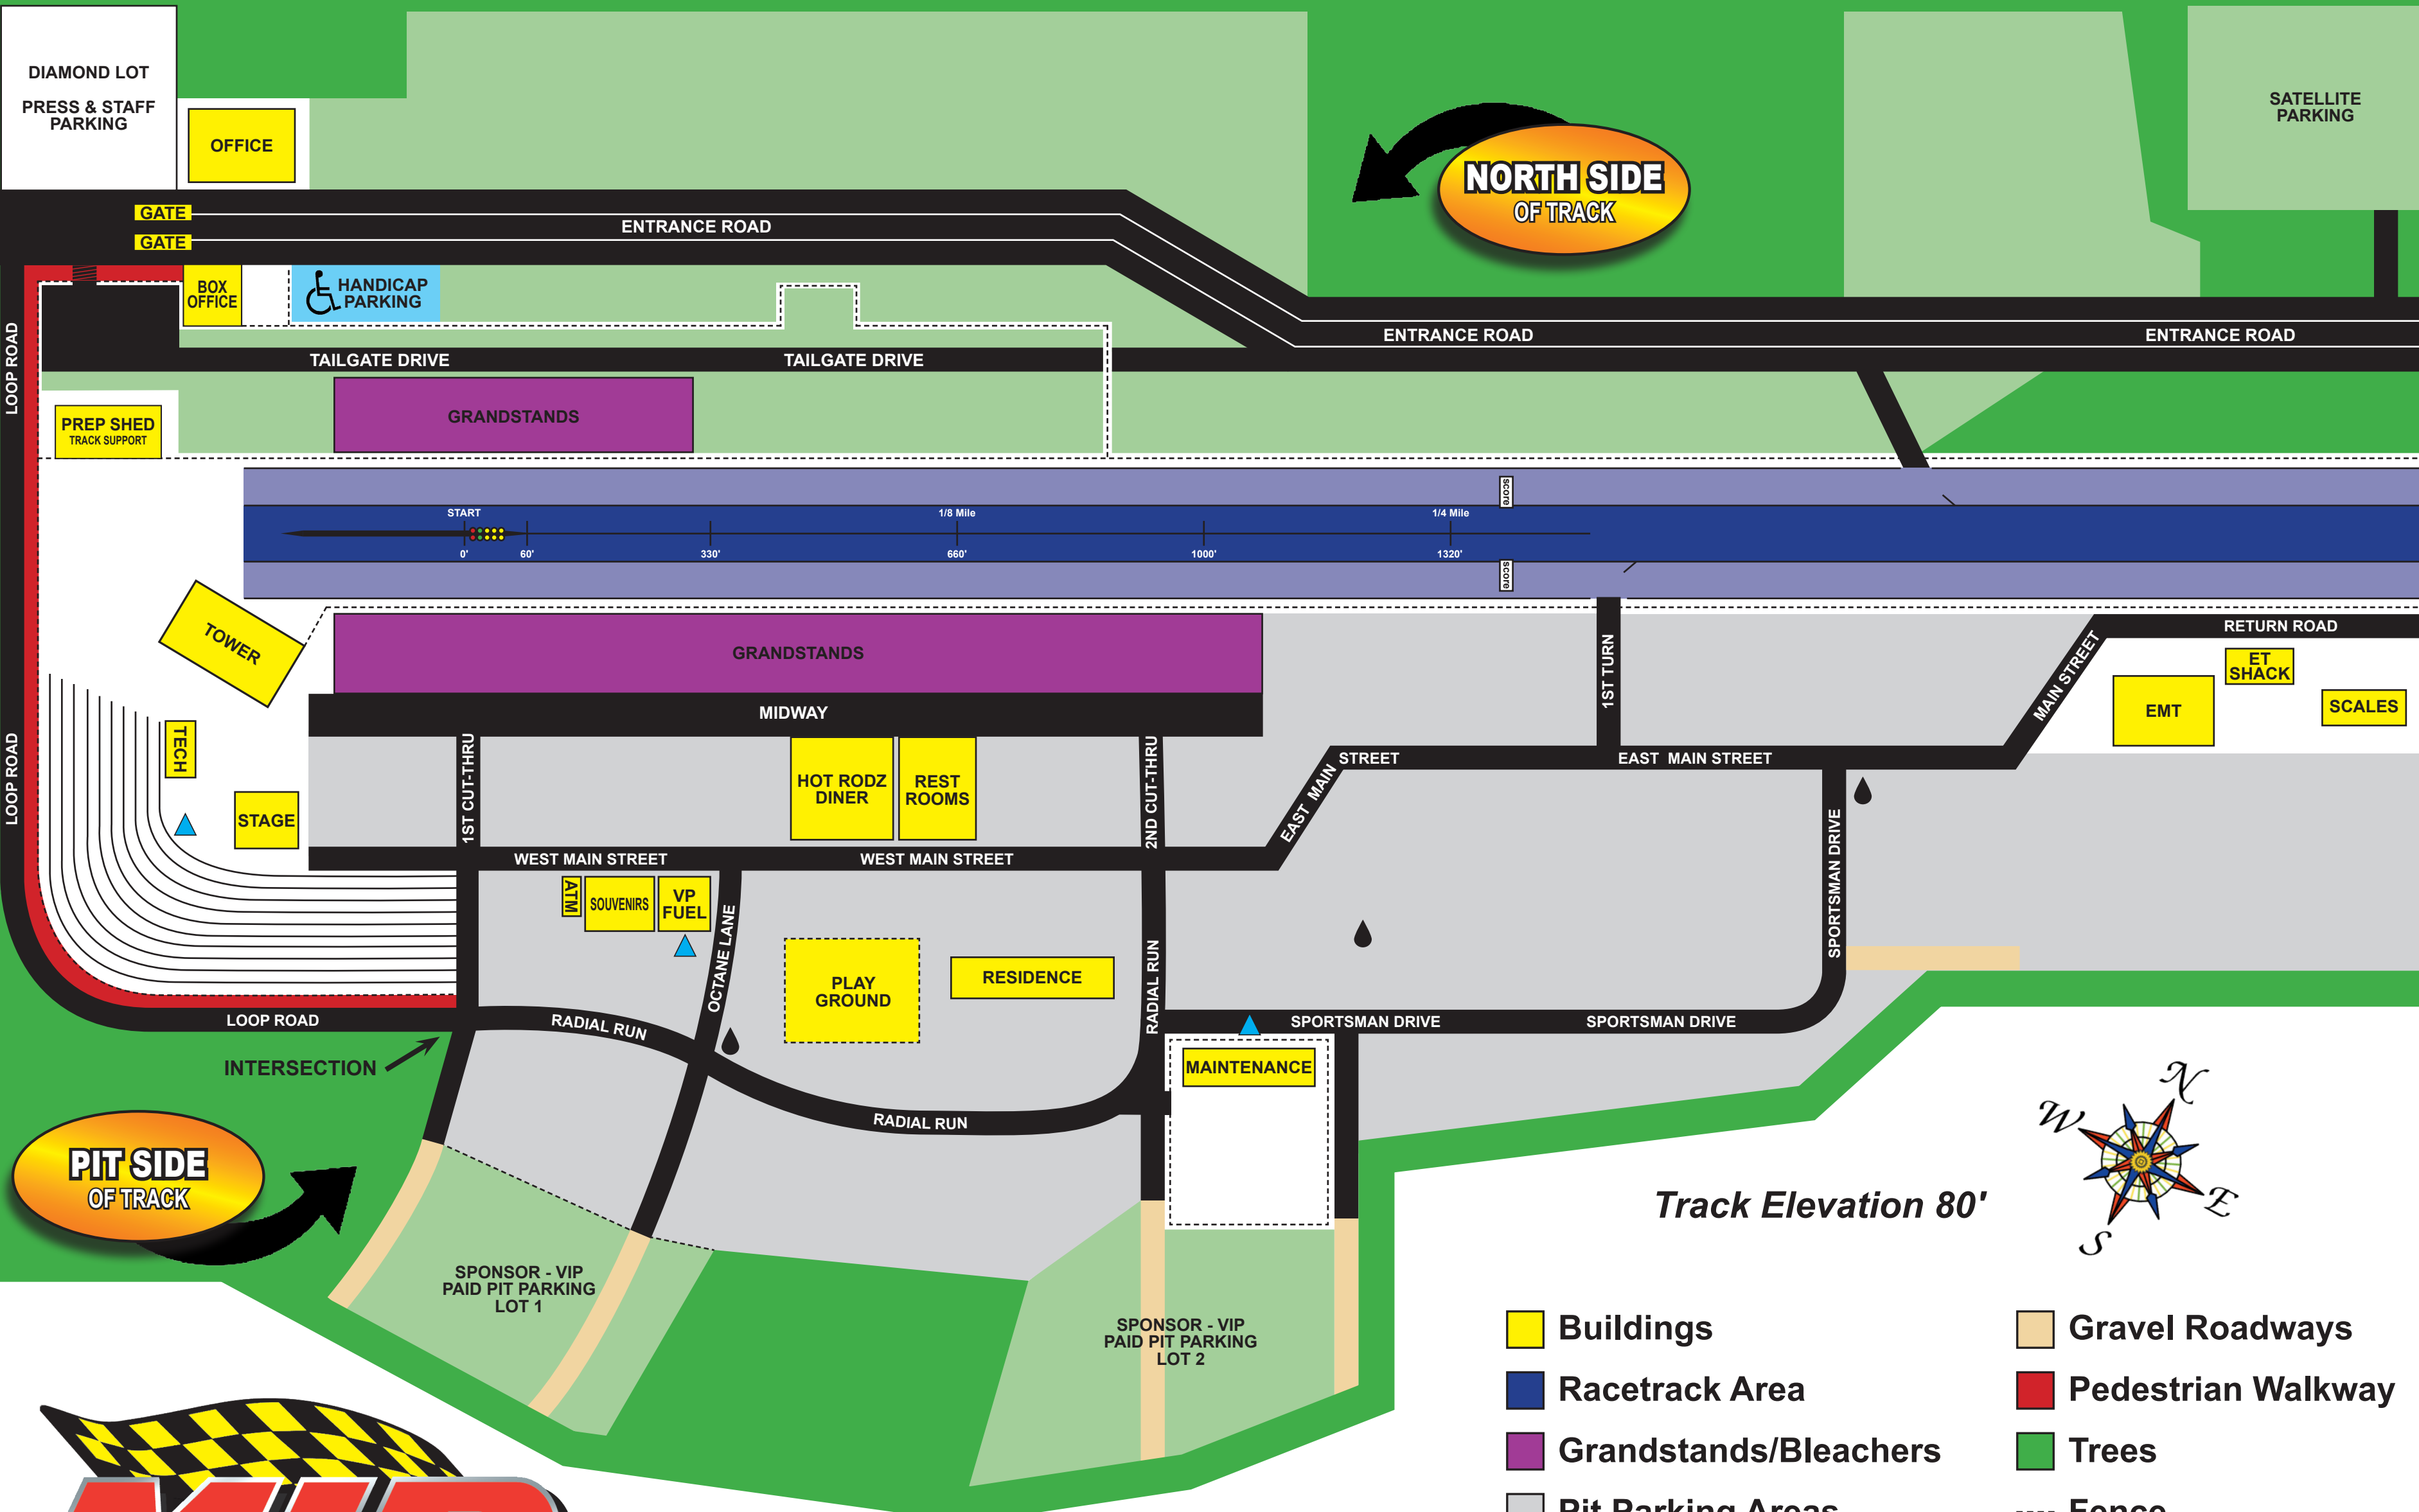 DIAMOND LOT
PRESS & STAFF
PARKING
OFFICE
SATELLITE
PARKING
NORTH SIDE
OF TRACK
GATE
GATE
ENTRANCE ROAD
ENTRANCE ROAD
ENTRANCE ROAD
BOX
OFFICE
HANDICAP
PARKING
LOOP ROAD
TAILGATE DRIVE
TAILGATE DRIVE
PREP SHED
TRACK SUPPORT
GRANDSTANDS
START
1/8 Mile
1/4 Mile
score
0'
60'
330'
660'
1000'
1320'
score
TOWER
GRANDSTANDS
1ST TURN
MAIN STREET
RETURN ROAD
ET
SHACK
EMT
SCALES
MIDWAY
LOOP ROAD
TECH
STAGE
1ST CUT-THRU
HOT RODZ
DINER
REST
ROOMS
2ND CUT-THRU
EAST MAIN STREET
EAST MAIN STREET
WEST MAIN STREET
WEST MAIN STREET
ATM
SOUVENIRS
VP
FUEL
OCTANE LANE
PLAY
GROUND
RESIDENCE
RADIAL RUN
SPORTSMAN DRIVE
LOOP ROAD
RADIAL RUN
SPORTSMAN DRIVE
SPORTSMAN DRIVE
INTERSECTION
MAINTENANCE
RADIAL RUN
PIT SIDE
OF TRACK
N
W
E
S
Track Elevation 80'
SPONSOR - VIP
PAID PIT PARKING
LOT 1
SPONSOR - VIP
PAID PIT PARKING
LOT 2
Buildings
Gravel Roadways
Racetrack Area
Pedestrian Walkway
Grandstands/Bleachers
Trees
Pit Parking Areas
Fence